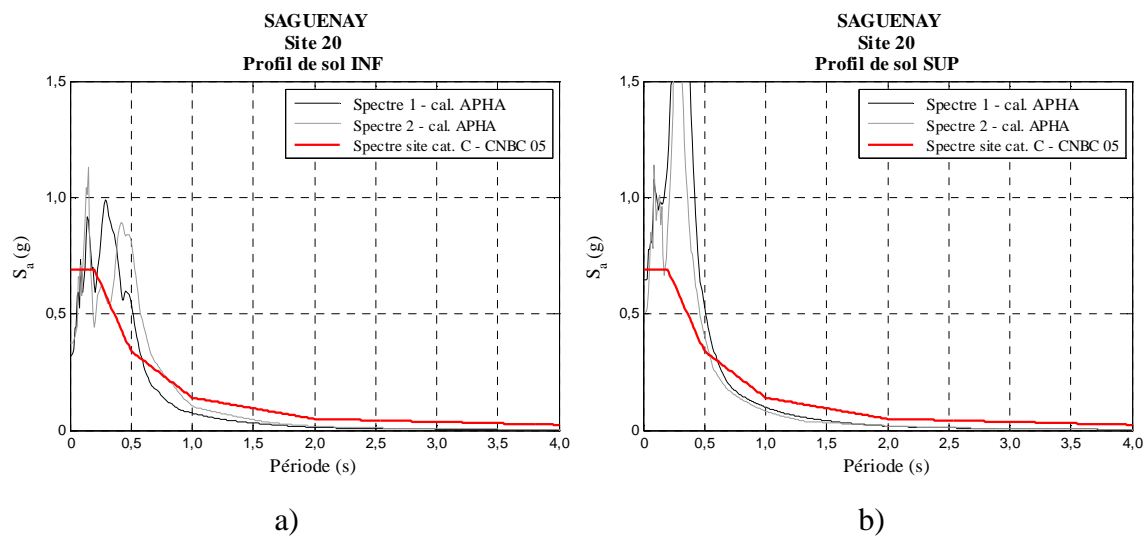 SAGUENAY
Site 20
Profil de sol INF
1,5
1,0
0,5
0
Sa (g)
Spectre 1 - cal. APHA
Spectre 2 - cal. APHA
Spectre site cat. C - CNBC 05
0 0,5 1,0 1,5 2,0 2,5 3,0 3,5 4,0
Période (s)
a)
SAGUENAY
Site 20
Profil de sol SUP
1,5
1,0
0,5
0
Sa (g)
Spectre 1 - cal. APHA
Spectre 2 - cal. APHA
Spectre site cat. C - CNBC 05
0 0,5 1,0 1,5 2,0 2,5 3,0 3,5 4,0
Période (s)
b)